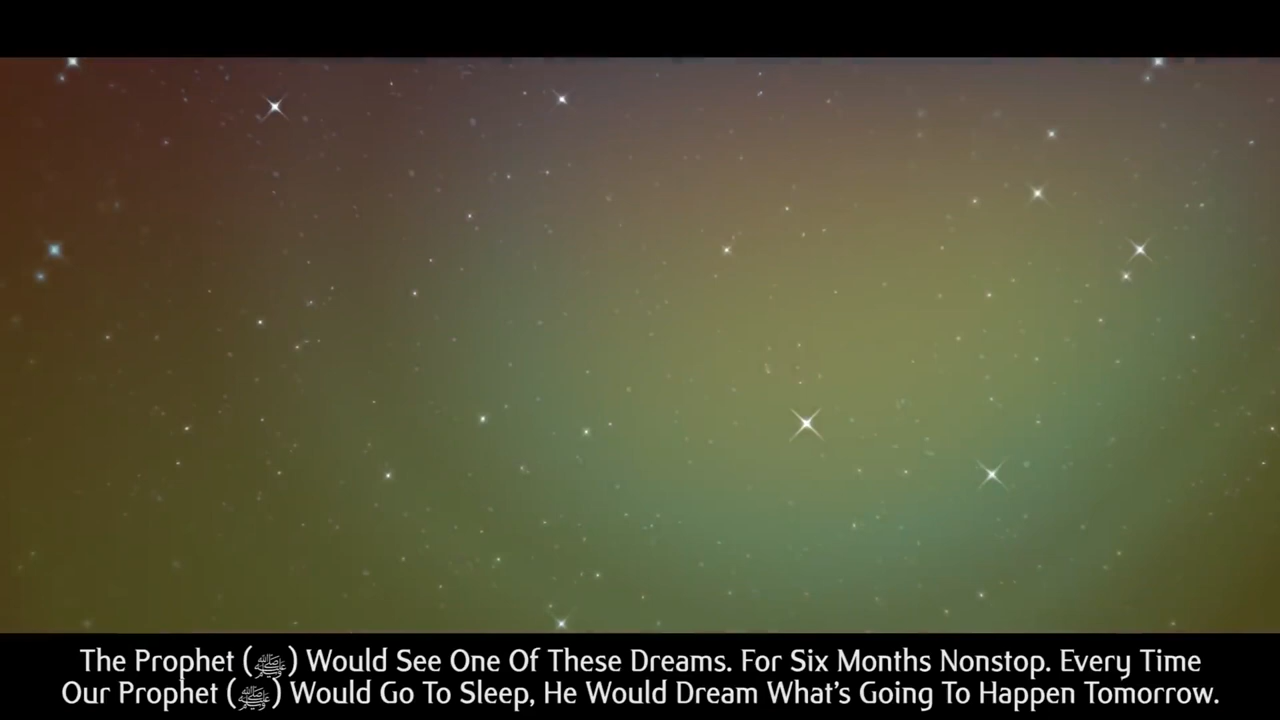 The Prophet (ﷺ) Would See One Of These Dreams. For Six Months Nonstop. Every Time
Our Prophet (ﷺ) Would Go To Sleep, He Would Dream What's Going To Happen Tomorrow.